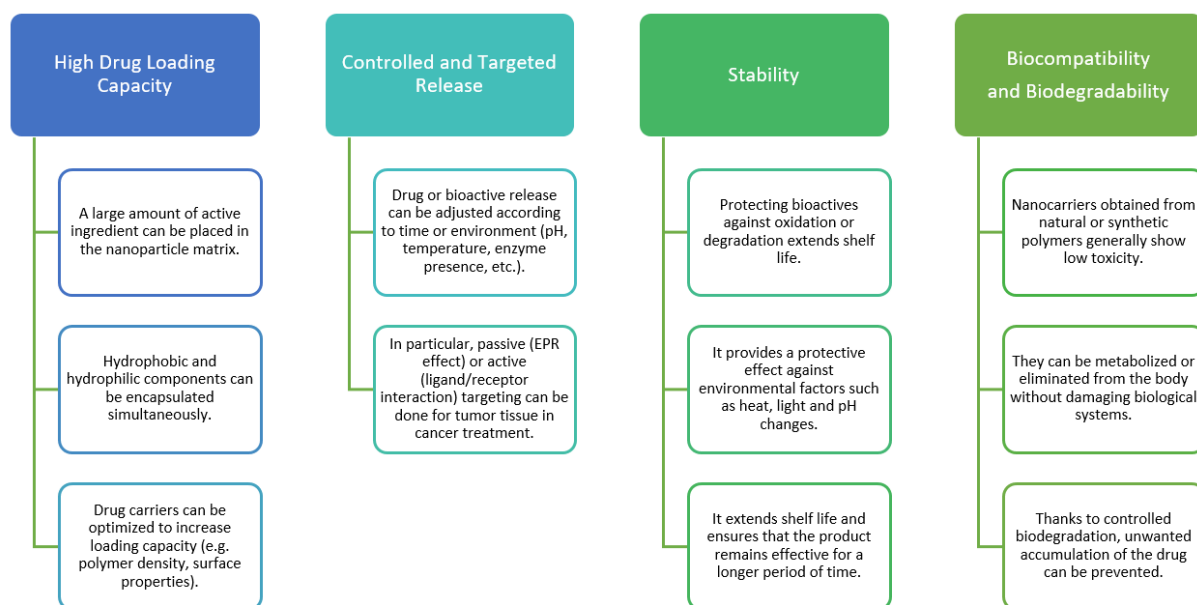 High Drug Loading
Capacity
A large amount of active
ingredient can be placed in
the nanoparticle matrix.
Hydrophobic and
hydrophilic components can
be encapsulated
simultaneously.
Drug carriers can be
optimized to increase
loading capacity (e.g.
polymer density, surface
properties).
Controlled and Targeted
Release
Drug or bioactive release
can be adjusted according
to time or environment (pH,
temperature, enzyme
presence, etc.).
In particular, passive (EPR
effect) or active
(ligand/receptor
interaction) targeting can be
done for tumor tissue in
cancer treatment.
Stability
Protecting bioactives
against oxidation or
degradation extends shelf
life.
It provides a protective
effect against
environmental factors such
as heat, light and pH
changes.
It extends shelf life and
ensures that the product
remains effective for a
longer period of time.
Biocompatibility
and Biodegradability
Nanocarriers obtained from
natural or synthetic
polymers generally show
low toxicity.
They can be metabolized or
eliminated from the body
without damaging biological
systems.
Thanks to controlled
biodegradation, unwanted
accumulation of the drug
can be prevented.